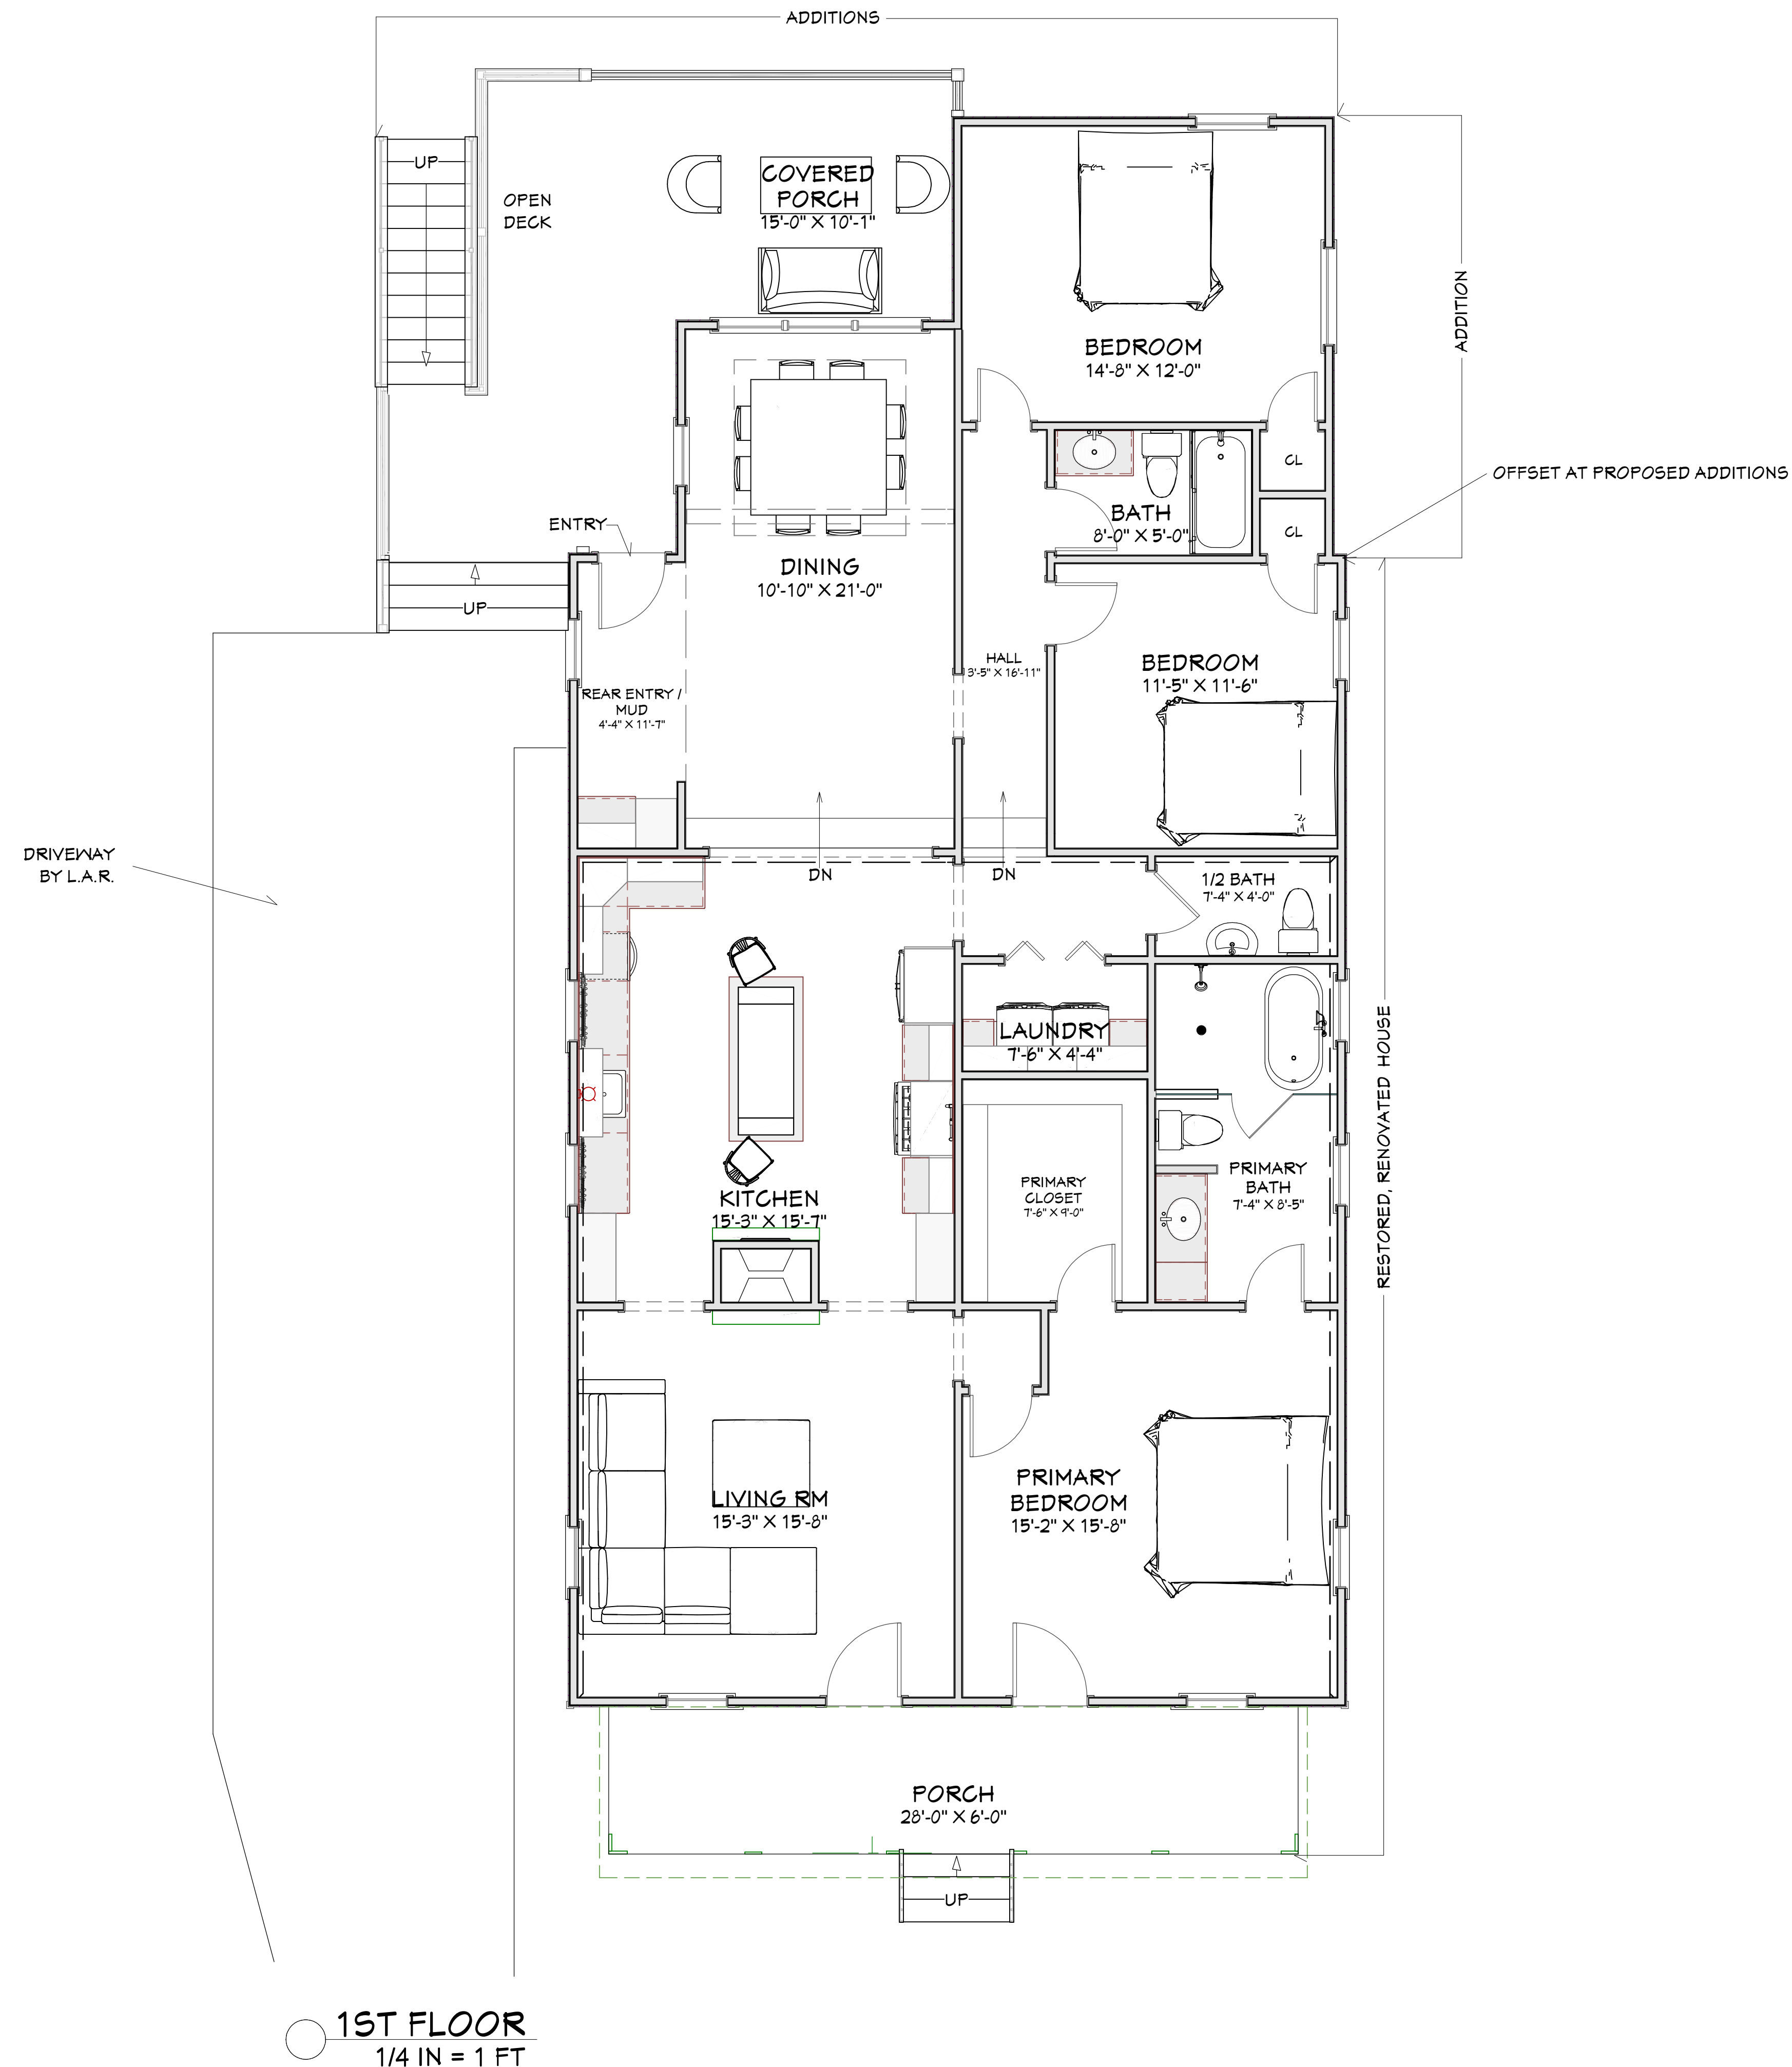 ADDITIONS
UP
OPEN
DECK
COVERED
PORCH
15'-0" X 10'-1"
ADDITION
BEDROOM
14'-8" X 12'-0"
CL
OFFSET AT PROPOSED ADDITIONS
BATH
8'-0" X 5'-0"
ENTRY
CL
DINING
10'-10" X 21'-0"
UP
HALL
3'-5" X 16'-11"
BEDROOM
11'-5" X 11'-6"
REAR ENTRY /
MUD
4'-4" X 11'-7"
DRIVEWAY
BY L.A.R.
DN
DN
1/2 BATH
7'-4" X 4'-0"
LAUNDRY
7'-6" X 4'-4"
RESTORED, RENOVATED HOUSE
PRIMARY
CLOSET
7'-6" X 9'-0"
PRIMARY
BATH
7'-4" X 8'-5"
KITCHEN
15'-3" X 15'-7"
LIVING RM
15'-3" X 15'-8"
PRIMARY
BEDROOM
15'-2" X 15'-8"
PORCH
28'-0" X 6'-0"
UP
1ST FLOOR
1/4 IN = 1 FT